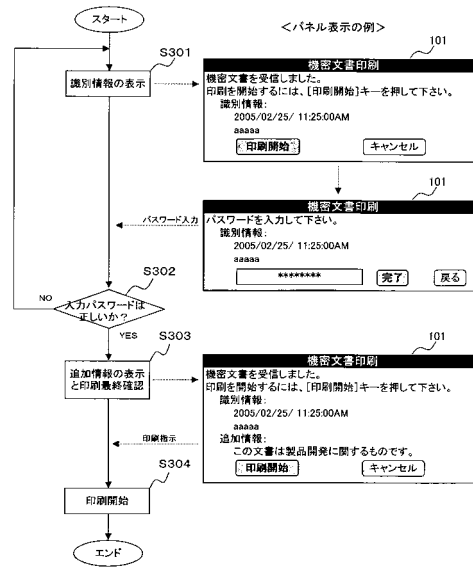 スタート
<パネル表示の例>
S301
識別情報の表示
101
機密文書印刷
機密文書を受信しました。
印刷を開始するには、[印刷開始]キーを押して下さい。
識別情報:
2005/02/25/ 11:25:00AM
aaaaa
印刷開始
キャンセル
101
機密文書印刷
パスワード入力
パスワードを入力して下さい。
識別情報:
2005/02/25/ 11:25:00AM
aaaaa
********
完了
戻る
S302
NO
入力パスワードは
正しいか?
YES
S303
追加情報の表示
と印刷最終確認
101
機密文書印刷
機密文書を受信しました。
印刷を開始するには、[印刷開始]キーを押して下さい。
識別情報:
2005/02/25/ 11:25:00AM
aaaaa
追加情報:
この文書は製品開発に関するものです。
印刷開始
キャンセル
印刷指示
S304
印刷開始
エンド